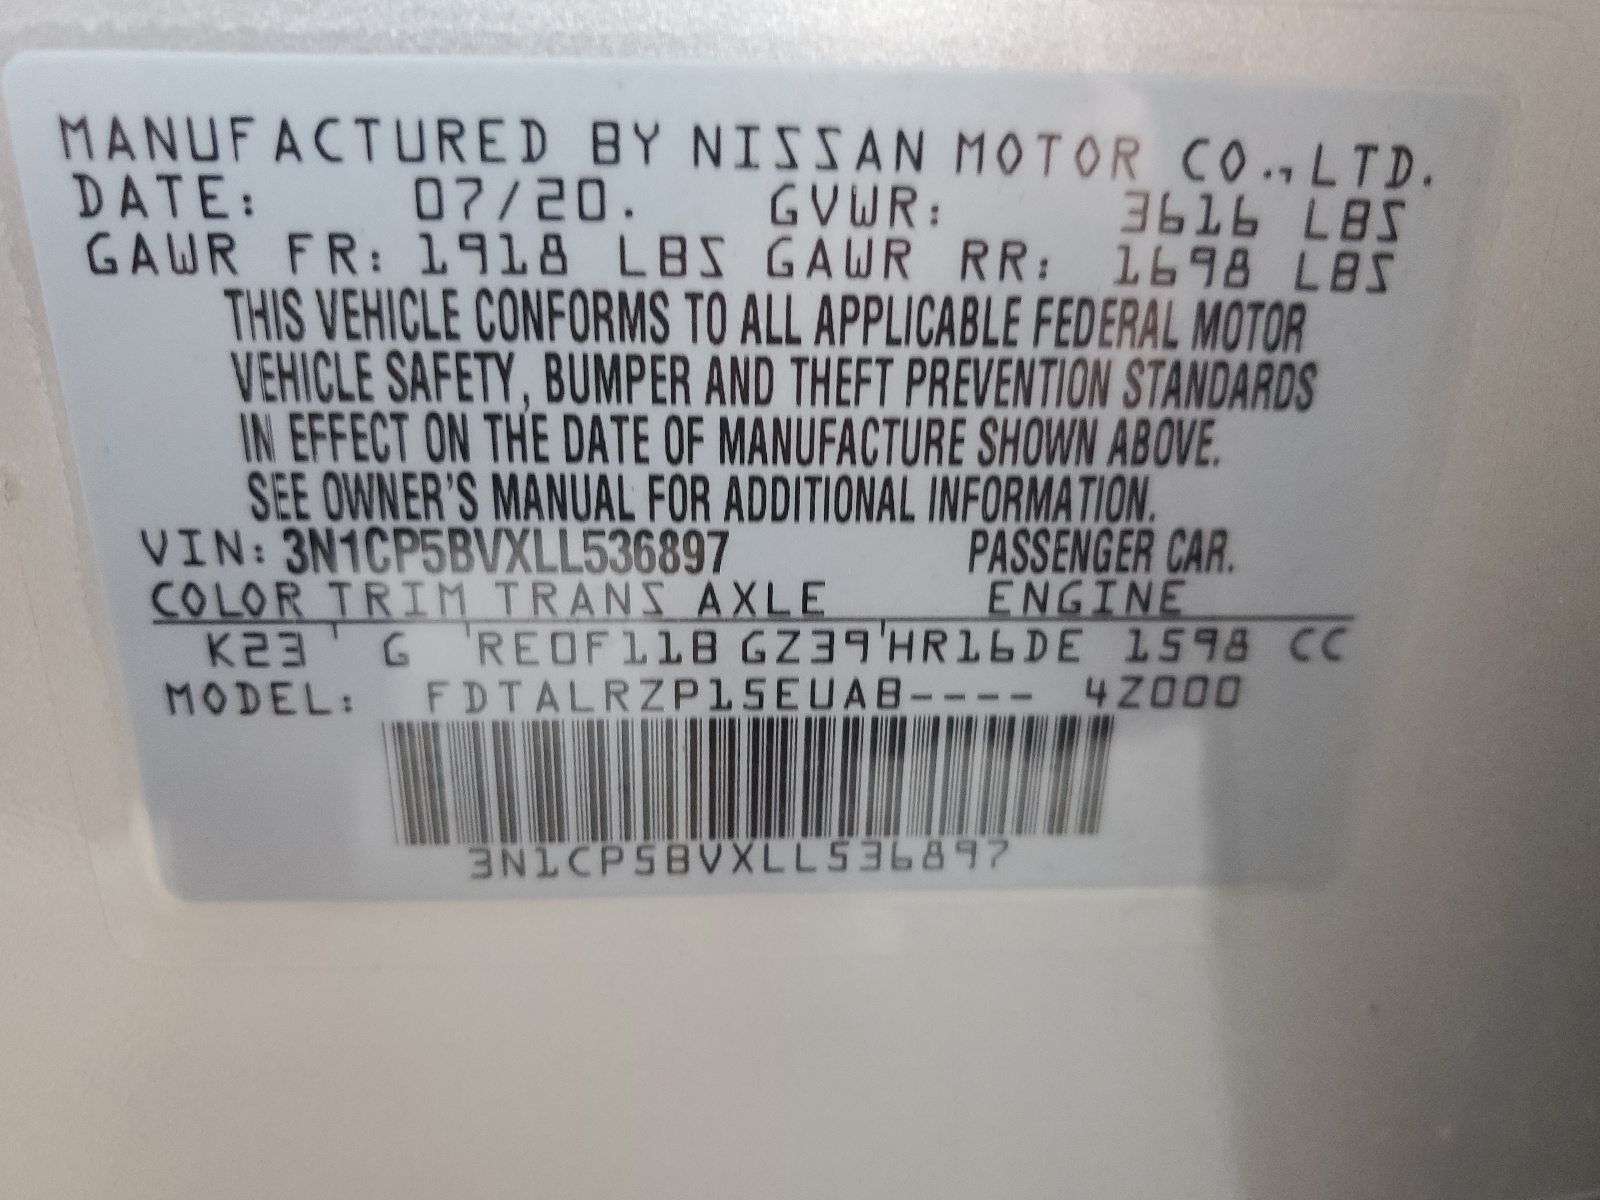 MANUFACTURED BY NISSAN MOTOR CO.,LTD.
DATE: 07/20. GVWR: 3616 LBS
GAWR FR: 1918 LBS GAWR RR: 1698 LBS
THIS VEHICLE CONFORMS TO ALL APPLICABLE FEDERAL MOTOR
VEHICLE SAFETY, BUMPER AND THEFT PREVENTION STANDARDS
IN EFFECT ON THE DATE OF MANUFACTURE SHOWN ABOVE.
SEE OWNER'S MANUAL FOR ADDITIONAL INFORMATION.
VIN: 3N1CP5BVXLL536897 PASSENGER CAR.
COLOR TRIM TRANS AXLE ENGINE
K23 ' G 'RE0F11B GZ39'HR16DE 1598 CC
MODEL: FDTALRZP15EUAB---- 4Z000
3N1CP5BVXLL536897